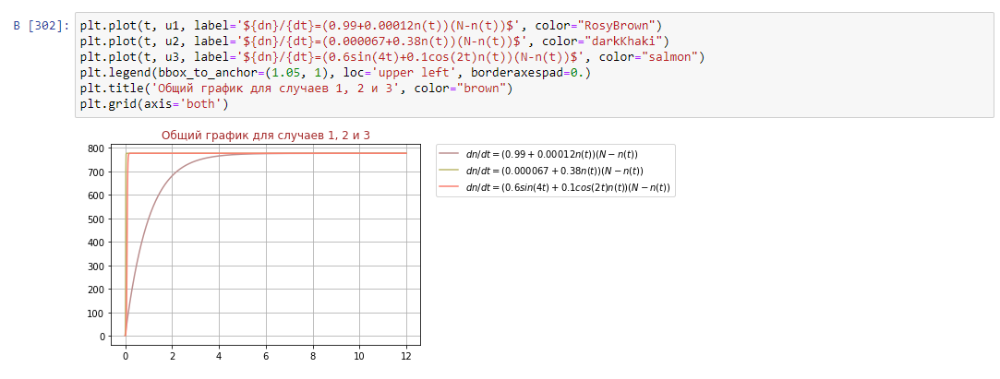 В [302]: plt.plot(t, u1, label='${dn}/{dt}=(0.99+0.00012n(t))(N-n(t))$', color="RosyBrown")
plt.plot(t, u2, label='${dn}/{dt}=(0.000067+0.38n(t))(N-n(t))$', color="darkKhaki")
plt.plot(t, u3, label='${dn}/{dt}=(0.6sin(4t)+0.1cos(2t)n(t))(N-n(t))$', color="salmon")
plt.legend(bbox_to_anchor=(1.05, 1), loc='upper left', borderaxespad=0.)
plt.title('Общий график для случаев 1, 2 и 3', color="brown")
plt.grid(axis='both')
Общий график для случаев 1, 2 и 3
800
700
600
500
400
300
200
100
0
0 2 4 6 8 10 12
dn/dt = (0.99 + 0.00012n(t))(N − n(t))
dn/dt = (0.000067 + 0.38n(t))(N − n(t))
dn/dt = (0.6sin(4t) + 0.1cos(2t)n(t))(N − n(t))